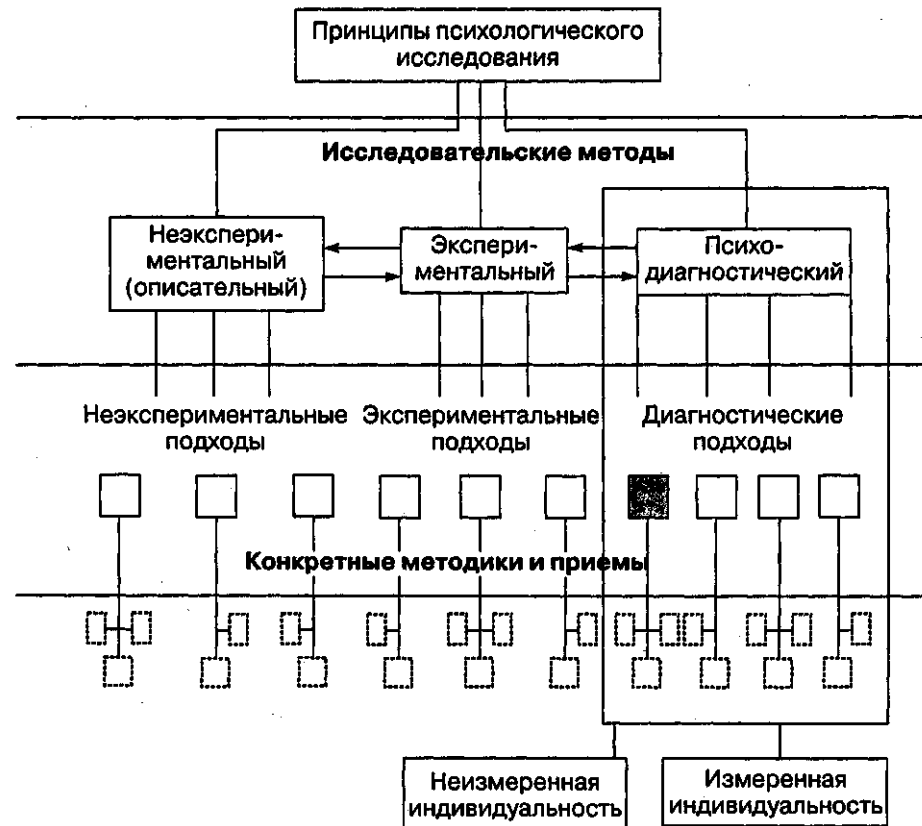 Принципы психологического
исследования
Исследовательские методы
Неэкспери-
ментальный
(описательный)
Экспери-
ментальный
Психо-
диагностический
Неэкспериментальные
подходы
Экспериментальные
подходы
Диагностические
подходы
Конкретные методики и приемы
Неизмеренная
индивидуальность
Измеренная
индивидуальность